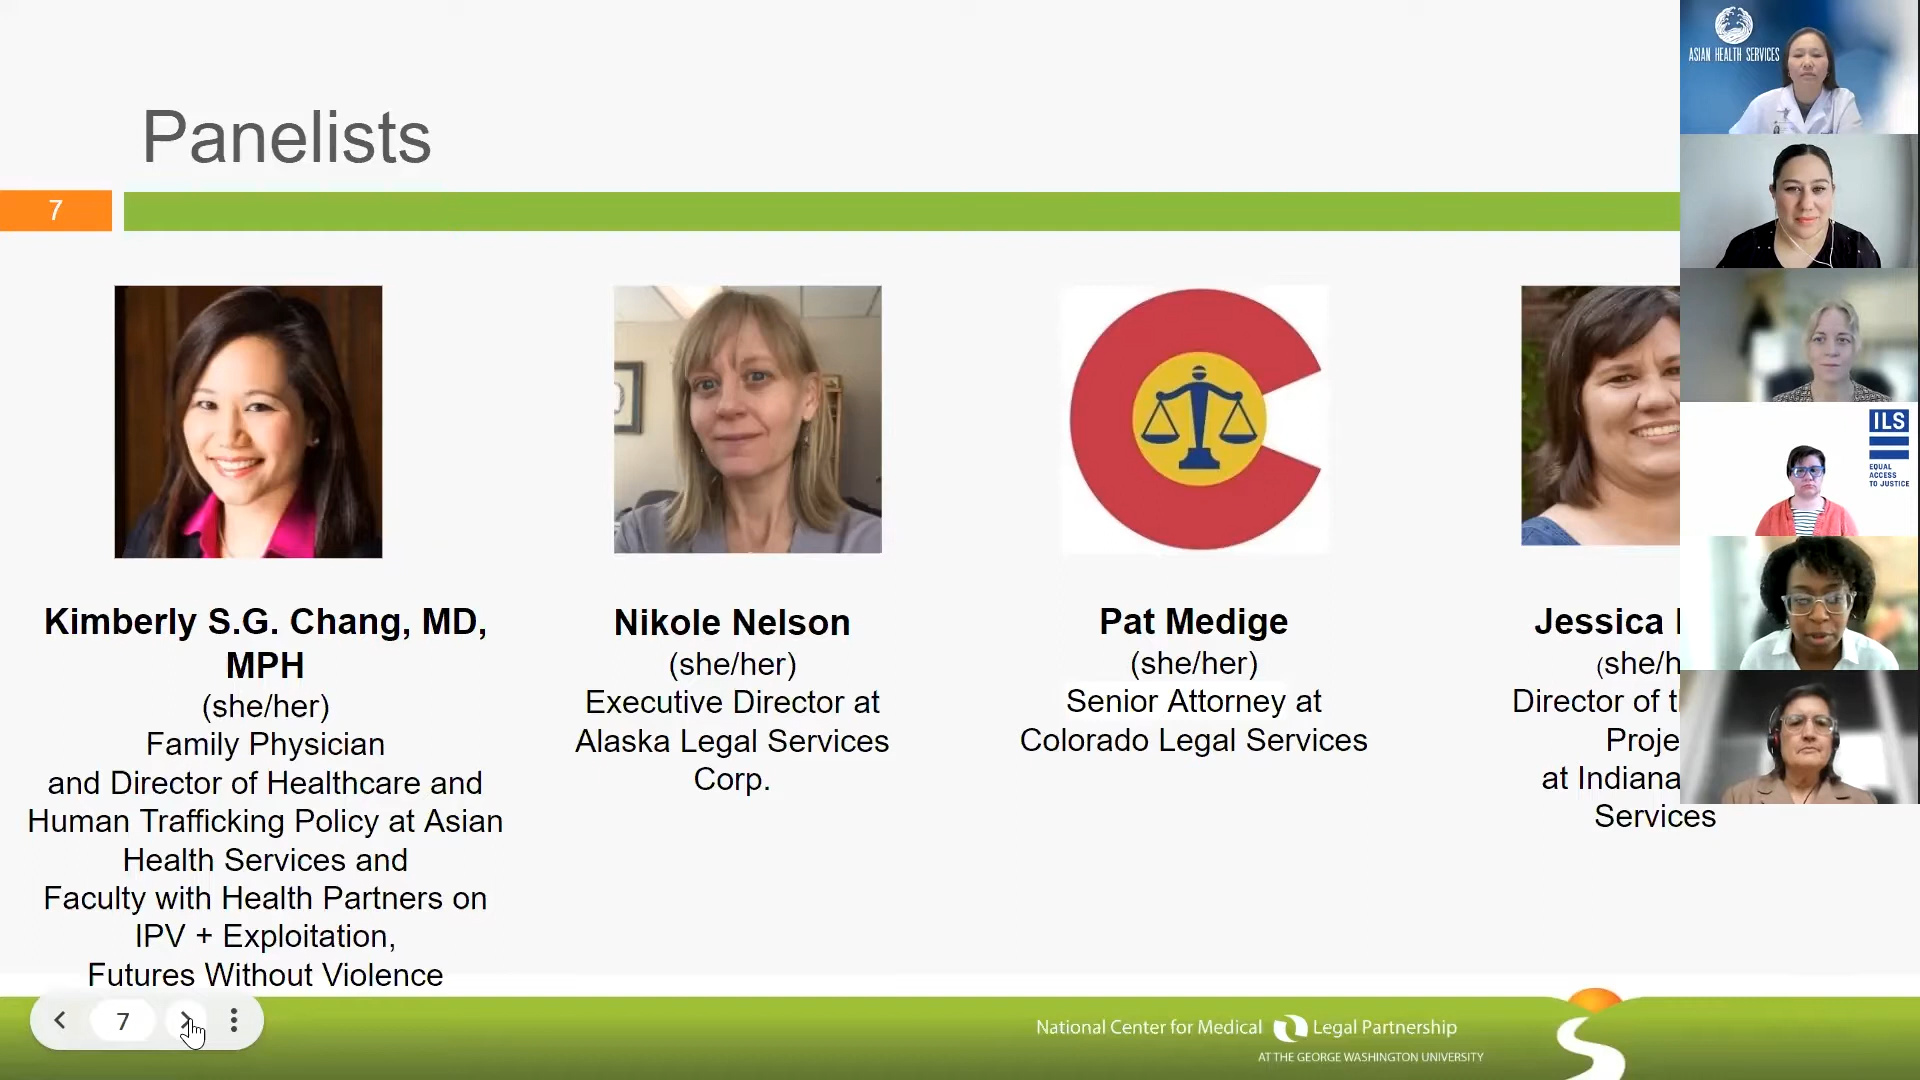 Panelists
7
Kimberly S.G. Chang, MD,
MPH
(she/her)
Family Physician
and Director of Healthcare and
Human Trafficking Policy at Asian
Health Services and
Faculty with Health Partners on
IPV + Exploitation,
Futures Without Violence
Nikole Nelson
(she/her)
Executive Director at
Alaska Legal Services
Corp.
Pat Medige
(she/her)
Senior Attorney at
Colorado Legal Services
Jessica
(she/h
Director of t
Proje
at Indiana
Services
ASIAN HEALTH SERVICES
ILS
EQUAL
ACCESS
TO JUSTICE
7
National Center for Medical Legal Partnership
AT THE GEORGE WASHINGTON UNIVERSITY